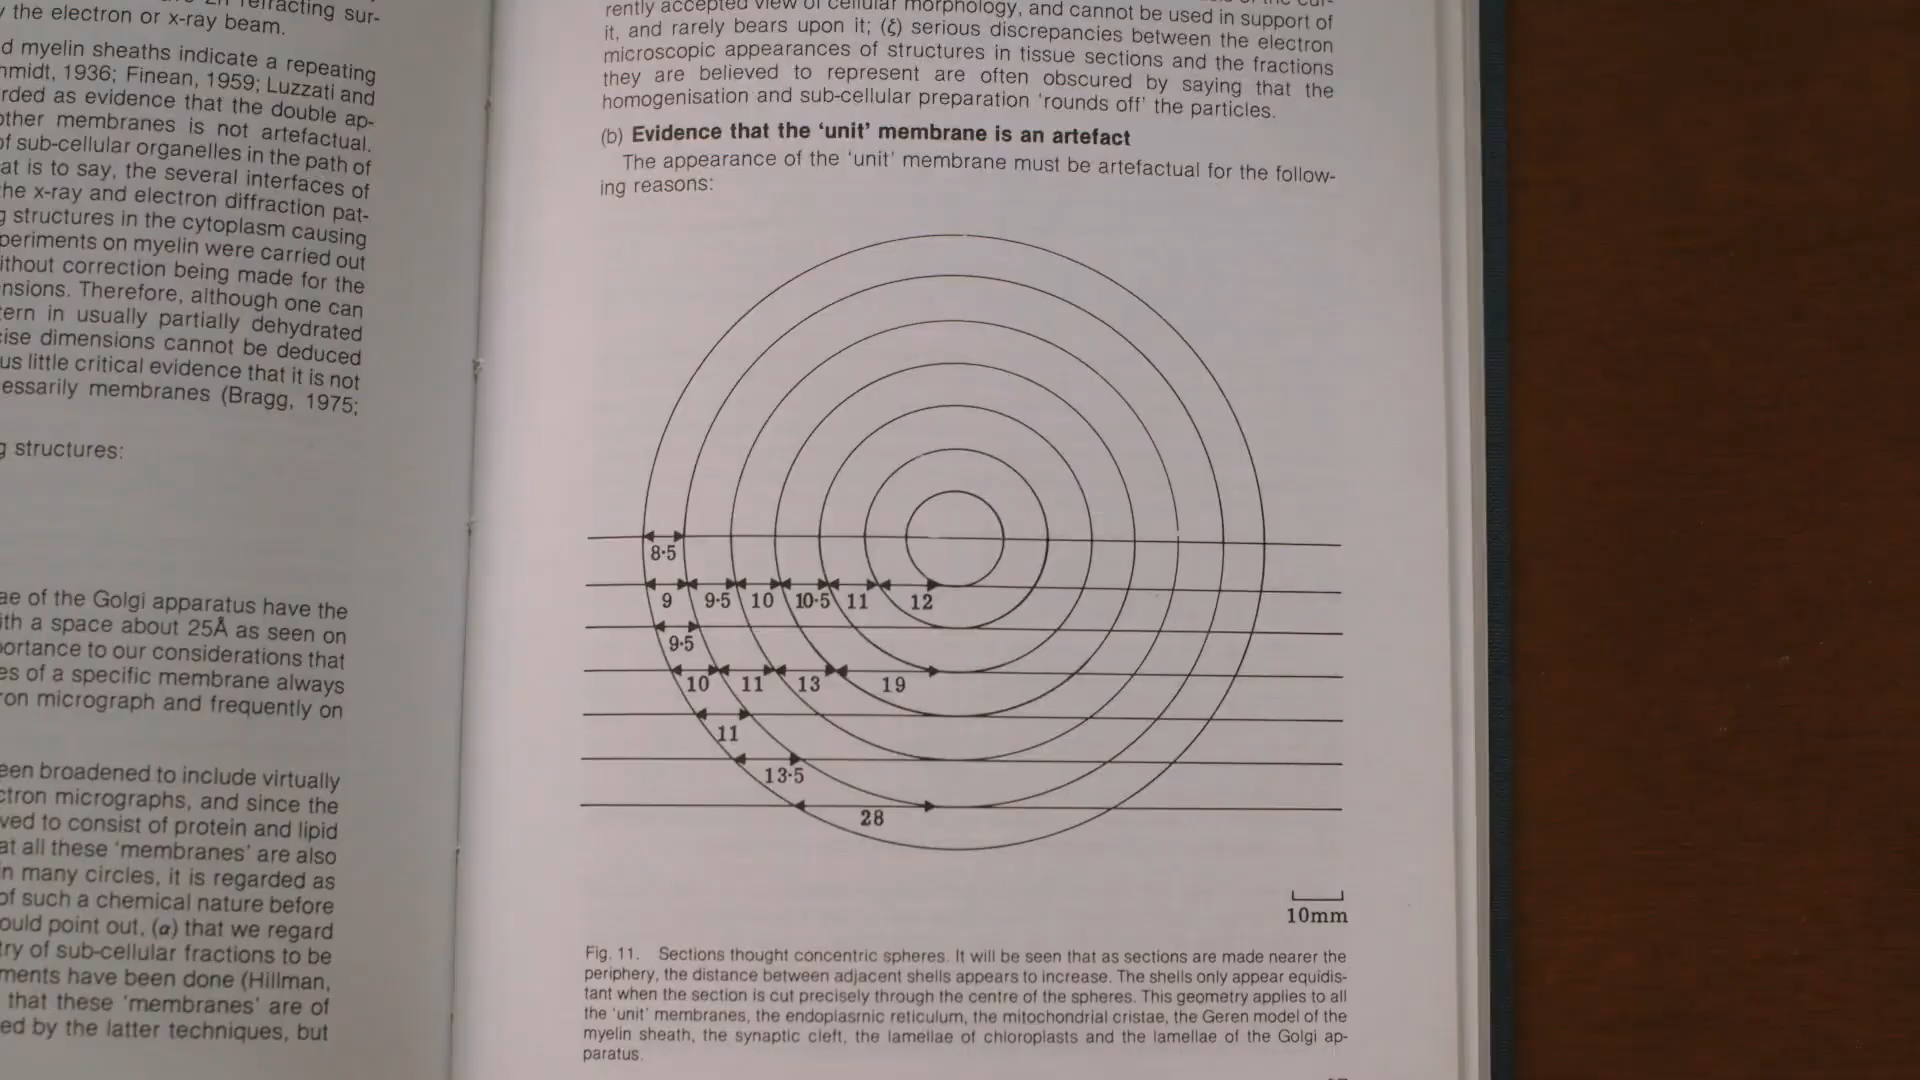 refracting sur-
the electron or x-ray beam.
d myelin sheaths indicate a repeating
midt, 1936; Finean, 1959; Luzzati and
rded as evidence that the double ap-
other membranes is not artefactual.
of sub-cellular organelles in the path of
at is to say, the several interfaces of
the x-ray and electron diffraction pat-
g structures in the cytoplasm causing
periments on myelin were carried out
ithout correction being made for the
nsions. Therefore, although one can
tern in usually partially dehydrated
ise dimensions cannot be deduced
us little critical evidence that it is not
essarily membranes (Bragg, 1975;
g structures:
ae of the Golgi apparatus have the
ith a space about 25Å as seen on
portance to our considerations that
es of a specific membrane always
ron micrograph and frequently on
een broadened to include virtually
ctron micrographs, and since the
ved to consist of protein and lipid
at all these 'membranes' are also
in many circles, it is regarded as
of such a chemical nature before
ould point out, (α) that we regard
try of sub-cellular fractions to be
ments have been done (Hillman,
that these 'membranes' are of
ed by the latter techniques, but
rently accepted view of cellular morphology, and cannot be used in support of
it, and rarely bears upon it; (ξ) serious discrepancies between the electron
microscopic appearances of structures in tissue sections and the fractions
they are believed to represent are often obscured by saying that the
homogenisation and sub-cellular preparation 'rounds off' the particles.
(b) Evidence that the 'unit' membrane is an artefact
The appearance of the 'unit' membrane must be artefactual for the follow-
ing reasons:
8·5
9 9·5 10 10·5 11 12
9·5
10 11 13 19
11
13·5
28
10mm
Fig. 11. Sections thought concentric spheres. It will be seen that as sections are made nearer the
periphery, the distance between adjacent shells appears to increase. The shells only appear equidis-
tant when the section is cut precisely through the centre of the spheres. This geometry applies to all
the 'unit' membranes, the endoplasmic reticulum, the mitochondrial cristae, the Geren model of the
myelin sheath, the synaptic cleft, the lamellae of chloroplasts and the lamellae of the Golgi ap-
paratus.